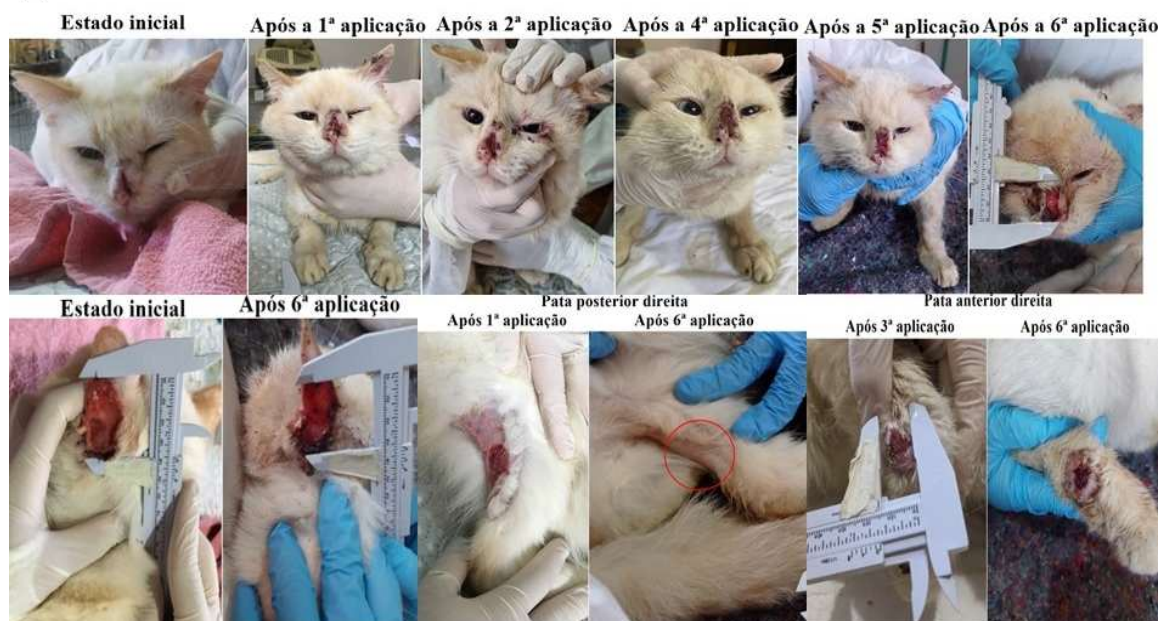 Estado inicial
Após a 1ª aplicação
Após a 2ª aplicação
Após a 4ª aplicação
Após a 5ª aplicação
Após a 6ª aplicação
Estado inicial
Após 6ª aplicação
Pata posterior direita
Após 1ª aplicação
Após 6ª aplicação
Pata anterior direita
Após 3ª aplicação
Após 6ª aplicação